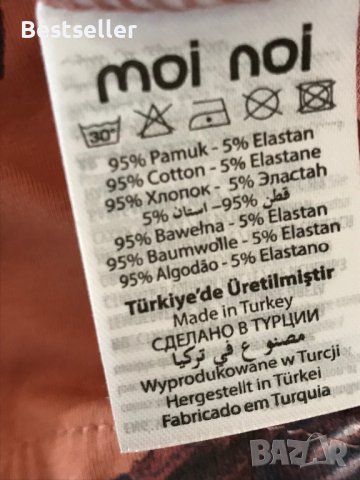 Bestseller
moi noi
30°
95% Pamuk - 5% Elastan
95% Cotton - 5% Elastane
95% Хлопок - 5% Эластан
قطن %95 – استان %5
95% Bawełna - 5% Elastan
95% Baumwolle - 5% Elastan
95% Algodão - 5% Elastano
Türkiye'de Üretilmiştir
Made in Turkey
СДЕЛАНО В ТУРЦИИ
مصنوع في تركيا
Wyprodukowane w Turcji
Hergestellt in Türkei
Fabricado em Turquia
BAZAR